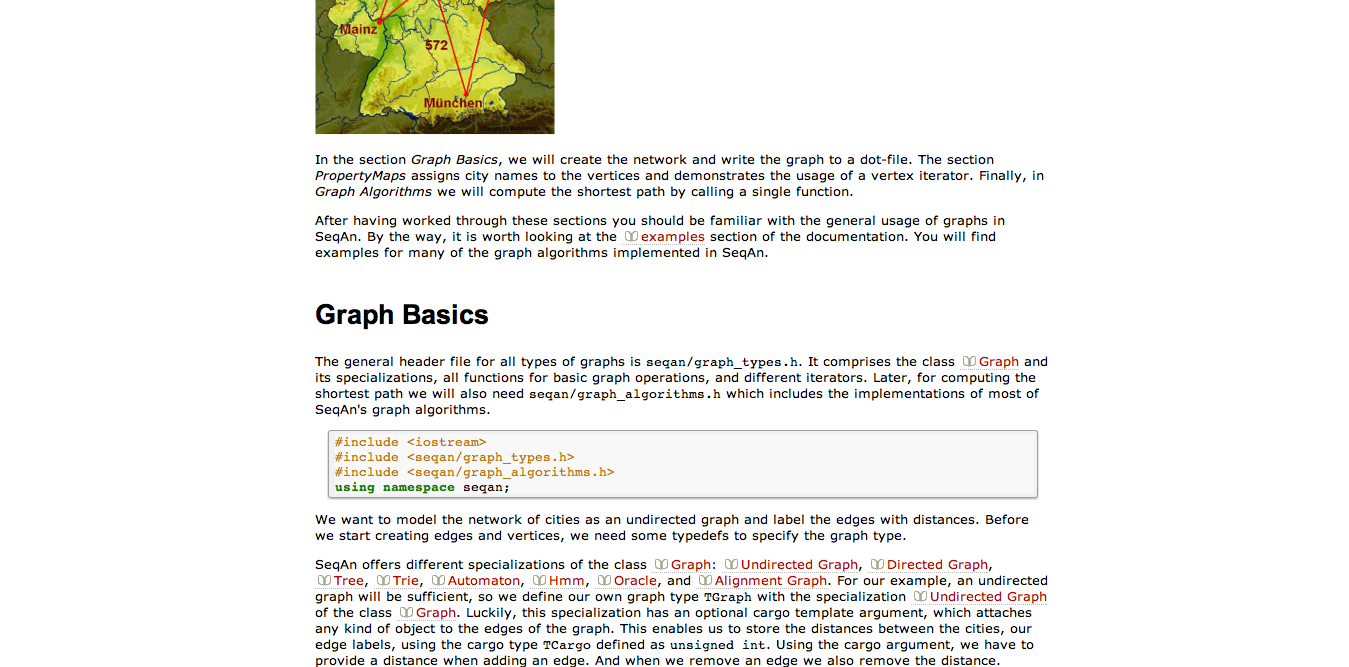 Mainz
572
München
In the section Graph Basics, we will create the network and write the graph to a dot-file. The section
PropertyMaps assigns city names to the vertices and demonstrates the usage of a vertex iterator. Finally, in
Graph Algorithms we will compute the shortest path by calling a single function.
After having worked through these sections you should be familiar with the general usage of graphs in
SeqAn. By the way, it is worth looking at the examples section of the documentation. You will find
examples for many of the graph algorithms implemented in SeqAn.
Graph Basics
The general header file for all types of graphs is seqan/graph_types.h. It comprises the class Graph and
its specializations, all functions for basic graph operations, and different iterators. Later, for computing the
shortest path we will also need seqan/graph_algorithms.h which includes the implementations of most of
SeqAn's graph algorithms.
#include <iostream>
#include <seqan/graph_types.h>
#include <seqan/graph_algorithms.h>
using namespace seqan;
We want to model the network of cities as an undirected graph and label the edges with distances. Before
we start creating edges and vertices, we need some typedefs to specify the graph type.
SeqAn offers different specializations of the class Graph: Undirected Graph, Directed Graph,
Tree, Trie, Automaton, Hmm, Oracle, and Alignment Graph. For our example, an undirected
graph will be sufficient, so we define our own graph type TGraph with the specialization Undirected Graph
of the class Graph. Luckily, this specialization has an optional cargo template argument, which attaches
any kind of object to the edges of the graph. This enables us to store the distances between the cities, our
edge labels, using the cargo type TCargo defined as unsigned int. Using the cargo argument, we have to
provide a distance when adding an edge. And when we remove an edge we also remove the distance.